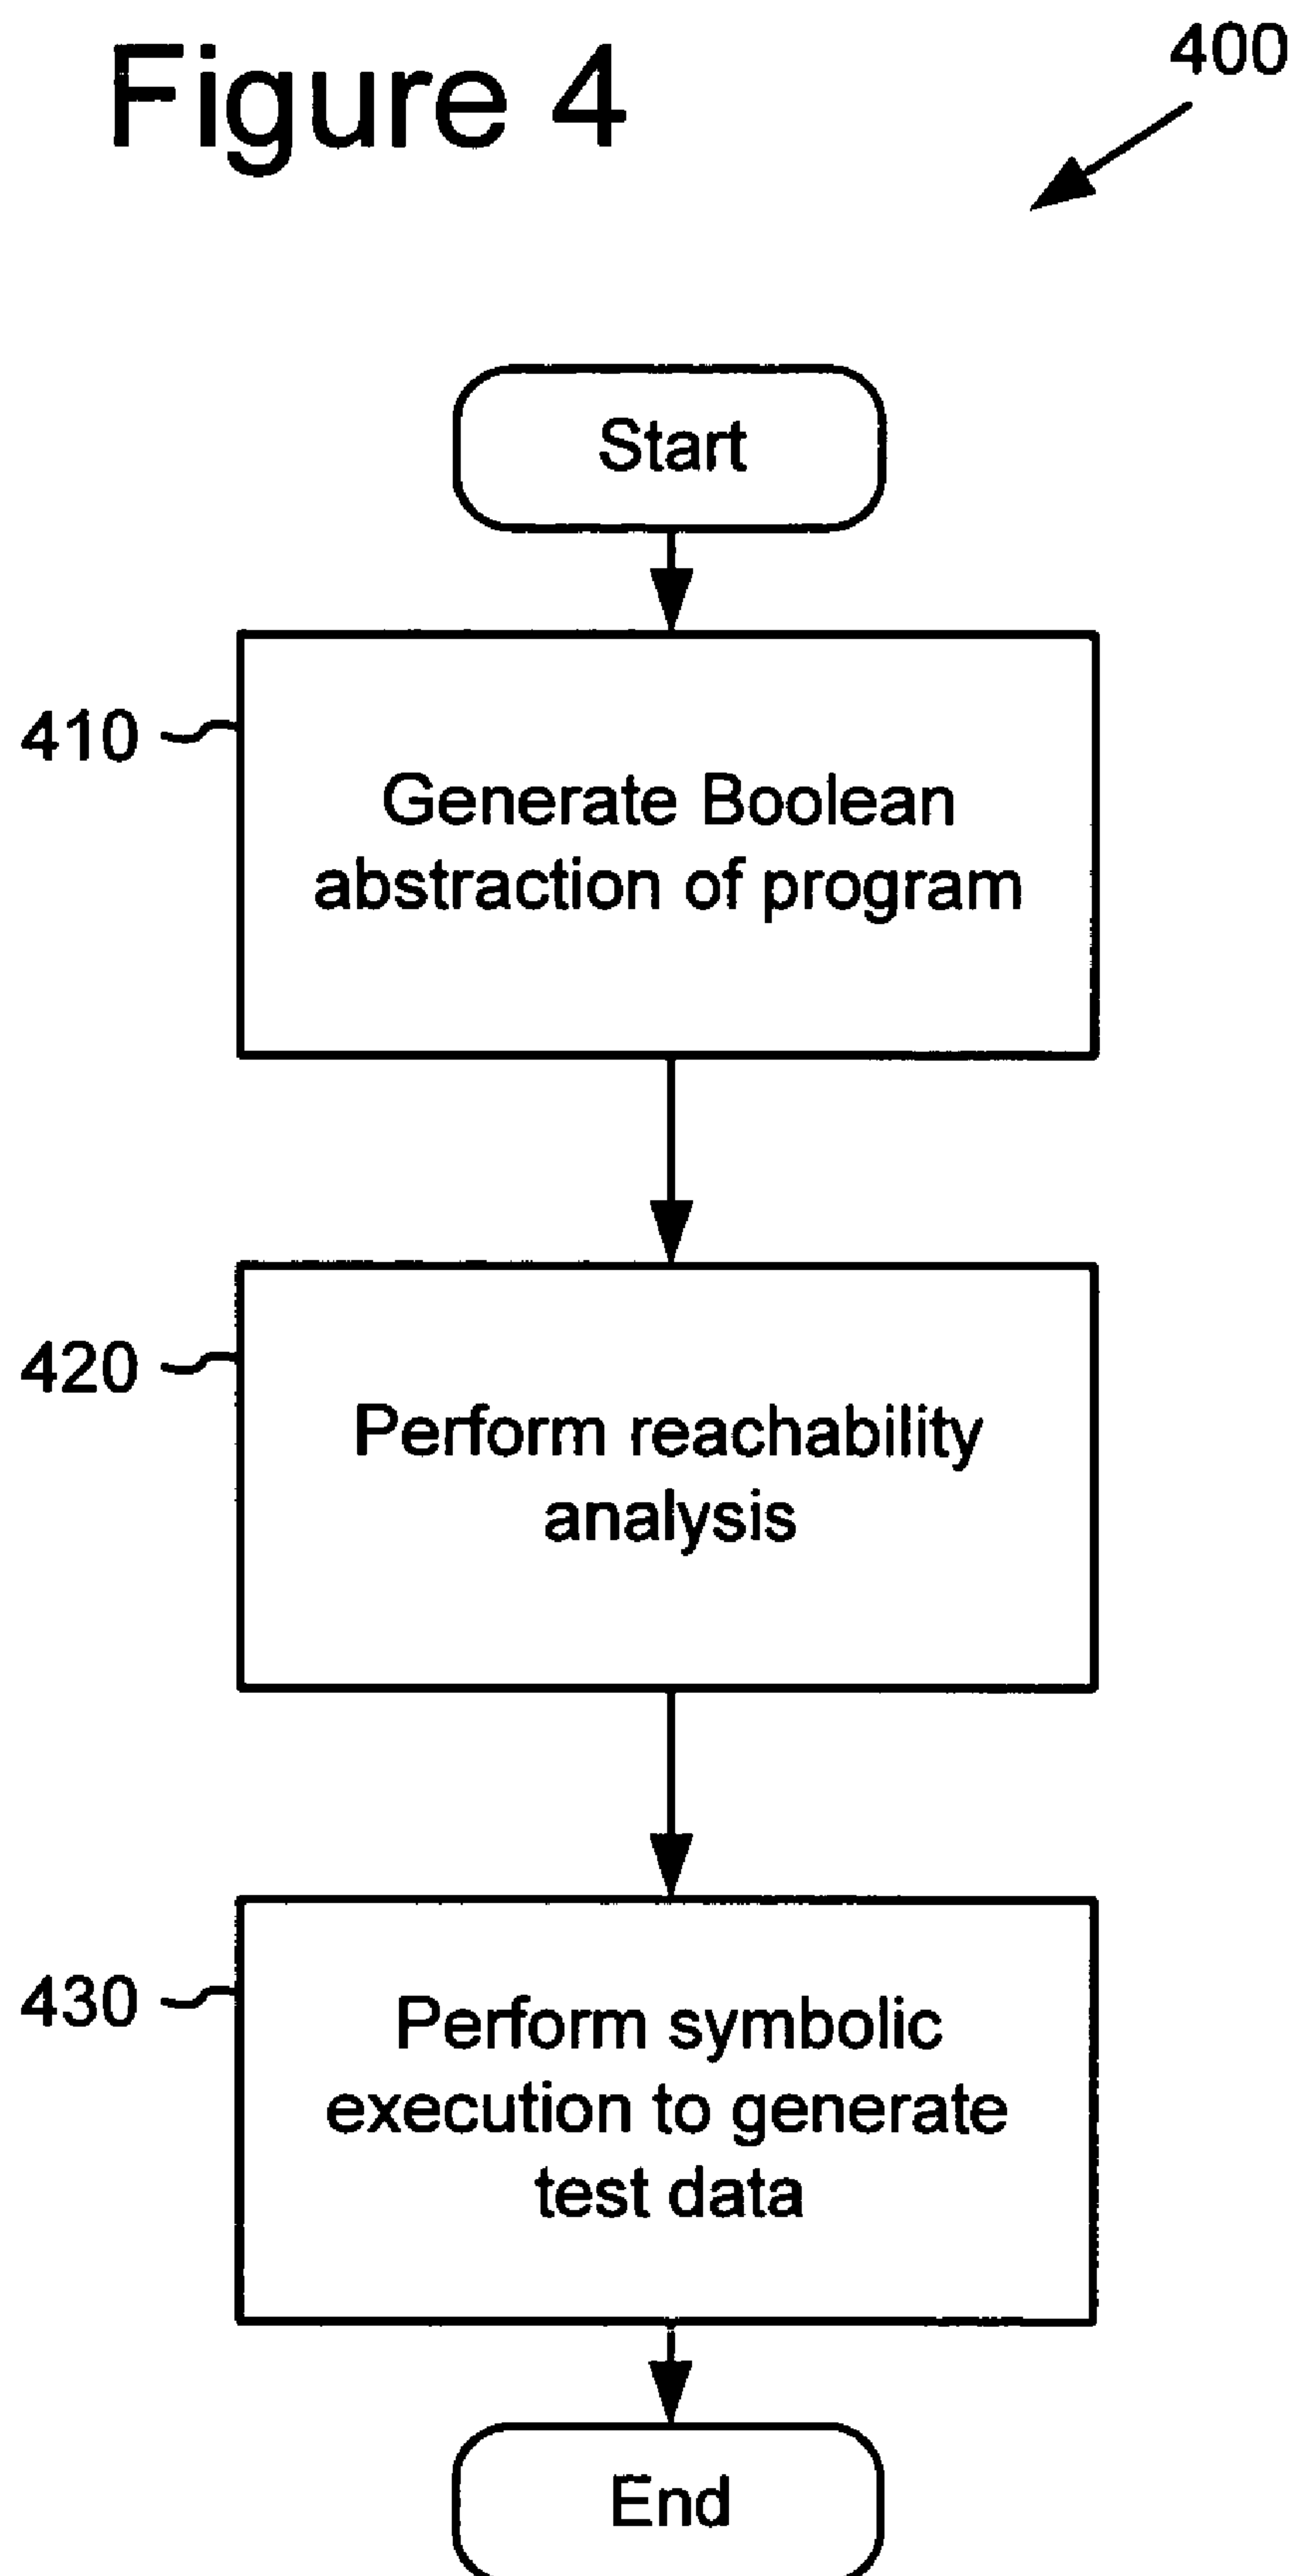 Figure 4
400
Start
410
Generate Boolean
abstraction of program
420
Perform reachability
analysis
430
Perform symbolic
execution to generate
test data
End